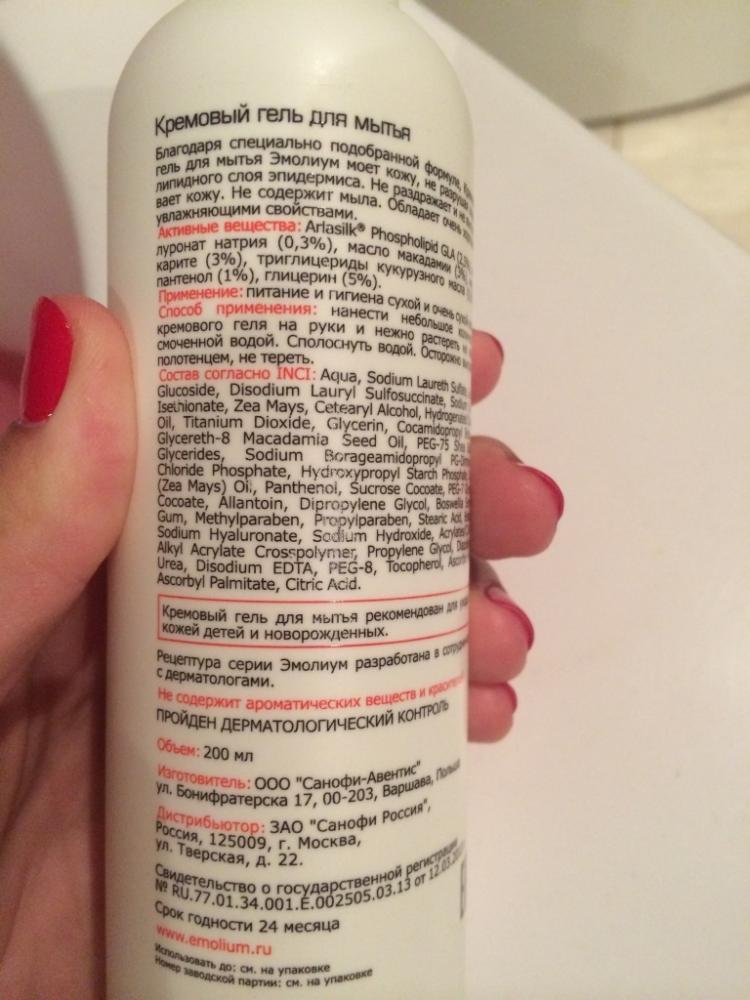 Кремовый гель для мытья
Благодаря специально подобранной формуле,
гель для мытья Эмолиум моет кожу, не
липидного слоя эпидермиса. Не раздражает и не
вает кожу. Не содержит мыла. Обладает очень
увлажняющими свойствами.
Активные вещества: Arlasilk® Phospholipid GLA
луронат натрия (0,3%), масло макадамии
карите (3%), триглицериды кукурузного масла
пантенол (1%), глицерин (5%).
Применение: питание и гигиена сухой и очень
Способ применения: нанести небольшое
кремового геля на руки и нежно растереть
смоченной водой. Сполоснуть водой. Осторожно
полотенцем, не тереть.
Состав согласно INCI: Aqua, Sodium Laureth
Glucoside, Disodium Lauryl Sulfosuccinate,
Isethionate, Zea Mays, Cetearyl Alcohol,
Oil, Titanium Dioxide, Glycerin,
Glycereth-8 Macadamia Seed Oil, PEG-75
Glycerides, Sodium Borageamidopropyl
Chloride Phosphate, Hydroxypropyl Starch Phosphate,
(Zea Mays) Oil, Panthenol, Sucrose Cocoate,
Cocoate, Allantoin, Dipropylene Glycol,
Gum, Methylparaben, Propylparaben, Stearic Acid,
Sodium Hyaluronate, Sodium Hydroxide,
Alkyl Acrylate Crosspolymer, Propylene Glycol,
Urea, Disodium EDTA, PEG-8, Tocopherol,
Ascorbyl Palmitate, Citric Acid.
Кремовый гель для мытья рекомендован для
кожей детей и новорожденных.
Рецептура серии Эмолиум разработана в
с дерматологами.
Не содержит ароматических веществ и
ПРОЙДЕН ДЕРМАТОЛОГИЧЕСКИЙ КОНТРОЛЬ
Объем: 200 мл
Изготовитель: ООО "Санофи-Авентис"
ул. Бонифратерска 17, 00-203, Варшава, Польша
Дистрибьютор: ЗАО "Санофи Россия",
Россия, 125009, г. Москва,
ул. Тверская, д. 22.
Свидетельство о государственной регистрации
№ RU.77.01.34.001.Е.002505.03.13 от
Срок годности 24 месяца
www.emolium.ru
Использовать до: см. на упаковке
Номер заводской партии: см. на упаковке